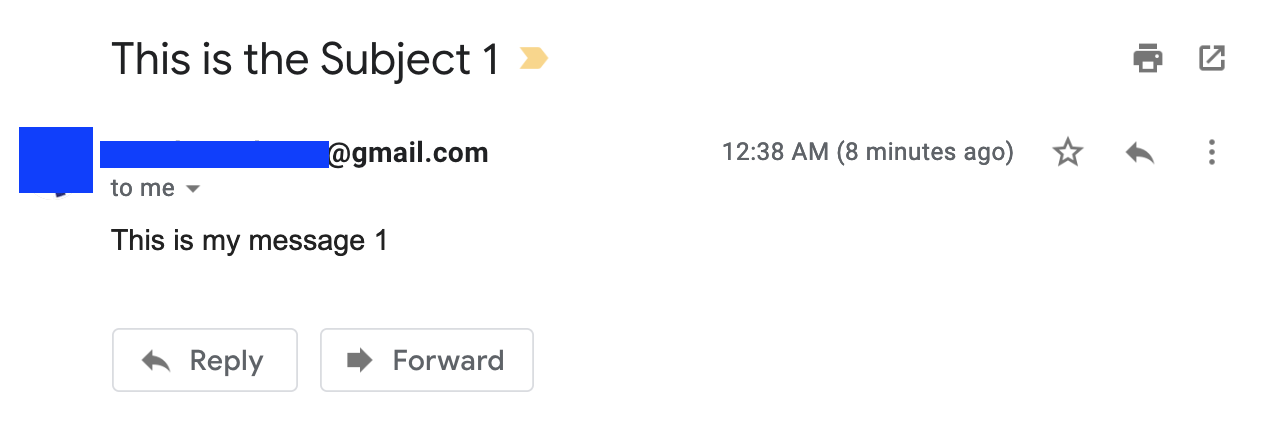 This is the Subject 1
@gmail.com
12:38 AM (8 minutes ago)
to me
This is my message 1
Reply
Forward